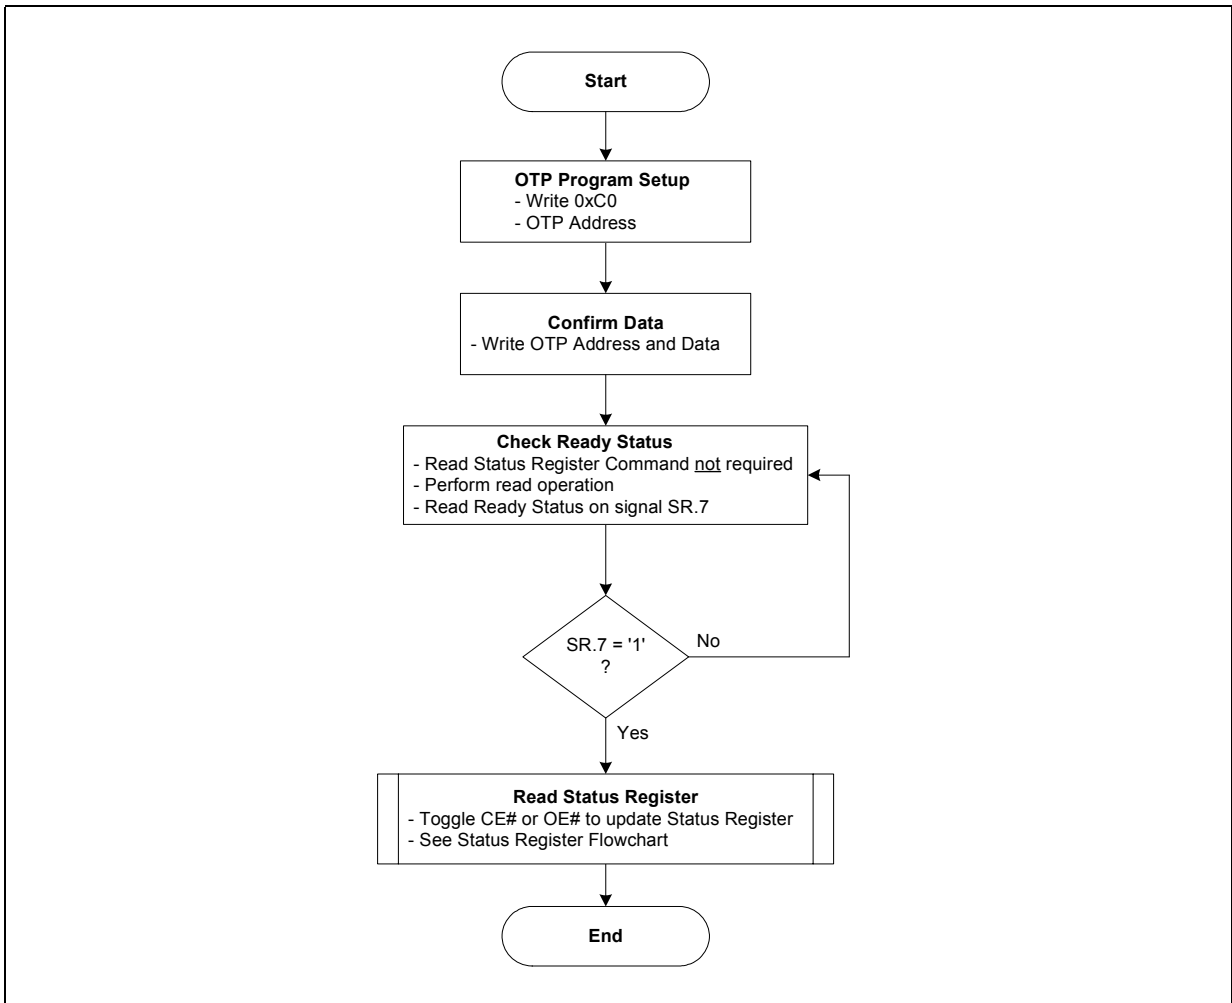 Start
OTP Program Setup
- Write 0xC0
- OTP Address
Confirm Data
- Write OTP Address and Data
Check Ready Status
- Read Status Register Command not required
- Perform read operation
- Read Ready Status on signal SR.7
SR.7 = '1'
?
No
Yes
Read Status Register
- Toggle CE# or OE# to update Status Register
- See Status Register Flowchart
End